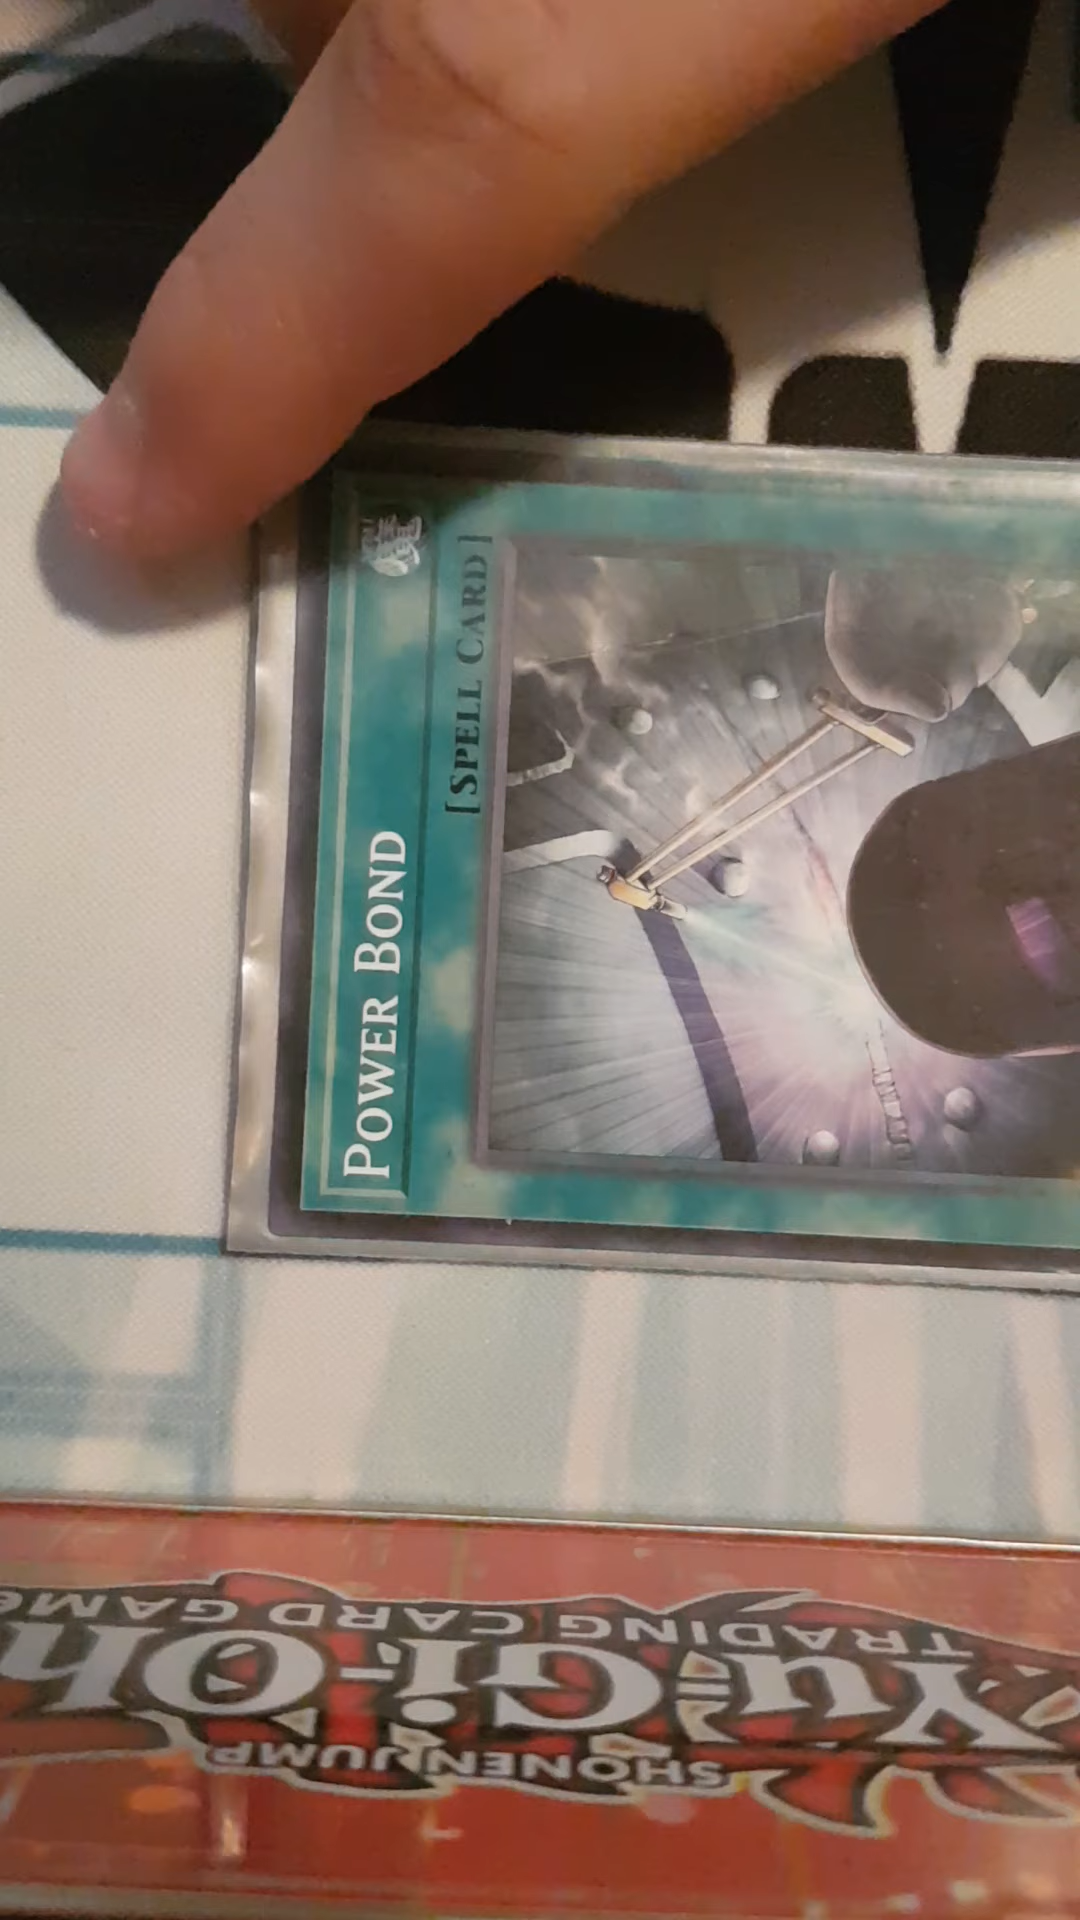 POWER BOND
[SPELL CARD]
SHONEN JUMP
Yu-Gi-Oh
TRADING CARD GAME